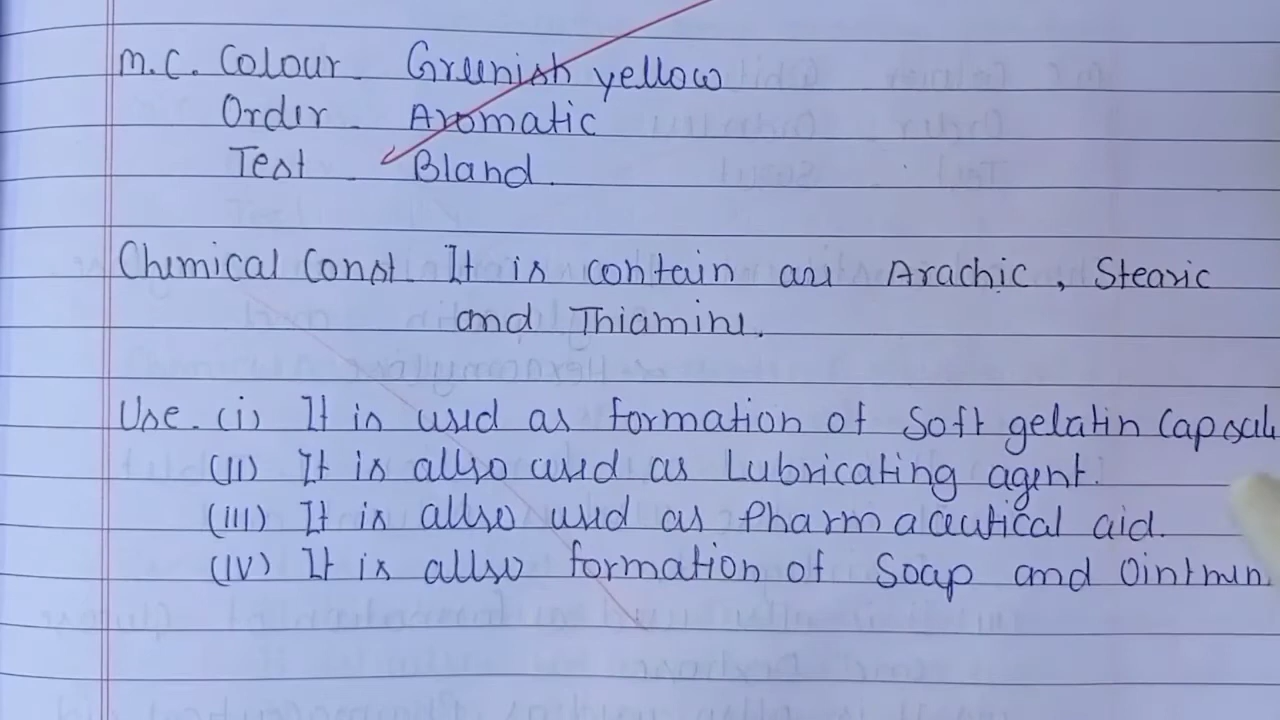 M.C. Colour - Greenish yellow
Order - Aromatic
Test - Bland.
Chemical Const. It is contain are Arachic, Stearic
and Thiamine.
Use. (i) It is used as formation of Soft gelatin Capsule
(II) It is allso used as Lubricating agent.
(III) It is allso used as Pharmaceutical aid.
(IV) It is allso formation of Soap and Ointmen